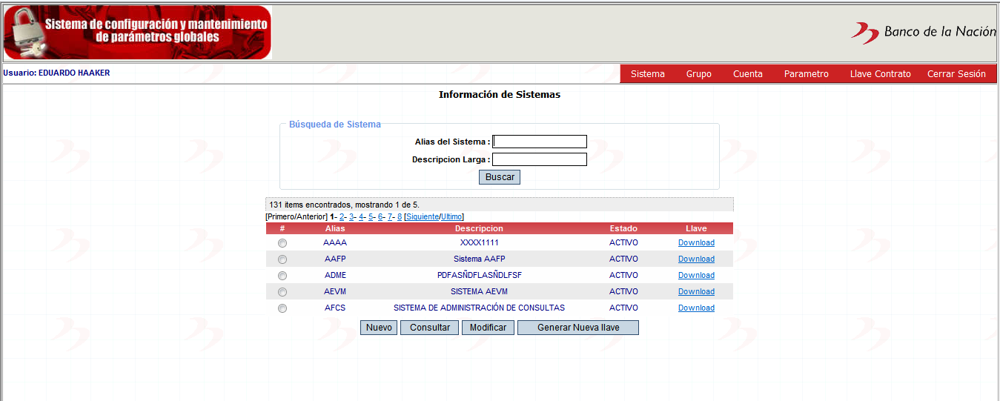 Sistema de configuración y mantenimiento
de parámetros globales
Banco de la Nación
Usuario: EDUARDO HAAKER
Sistema Grupo Cuenta Parametro Llave Contrato Cerrar Sesión
Información de Sistemas
Búsqueda de Sistema
Alias del Sistema :
Descripcion Larga :
Buscar
131 items encontrados, mostrando 1 de 5.
[Primero/Anterior] 1- 2- 3- 4- 5- 6- 7- 8 [Siguiente/Ultimo]
# Alias Descripcion Estado Llave
AAAA XXXX1111 ACTIVO Download
AAFP Sistema AAFP ACTIVO Download
ADME PDFASÑDFLASÑDLFSF ACTIVO Download
AEVM SISTEMA AEVM ACTIVO Download
AFCS SISTEMA DE ADMINISTRACIÓN DE CONSULTAS ACTIVO Download
Nuevo Consultar Modificar Generar Nueva llave